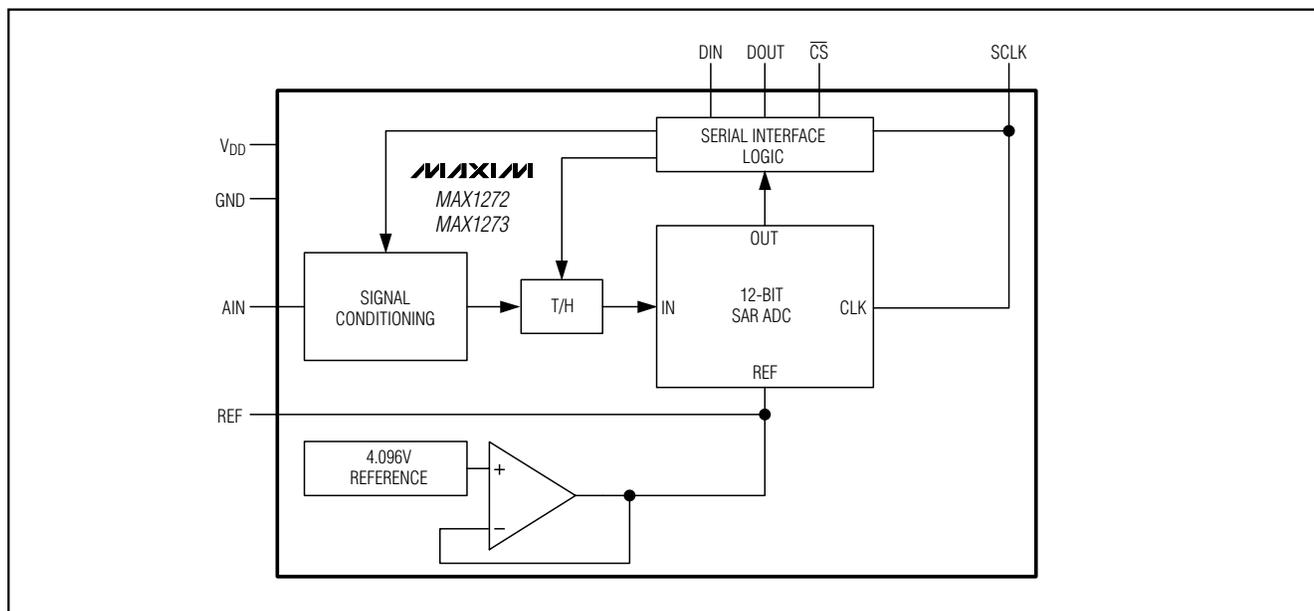 DIN DOUT C̅S̅ SCLK
SERIAL INTERFACE
LOGIC
VDD
MAXIM
MAX1272
MAX1273
GND
OUT
SIGNAL
CONDITIONING
AIN
T/H
IN
12-BIT
SAR ADC
CLK
REF
REF
4.096V
REFERENCE
+
−